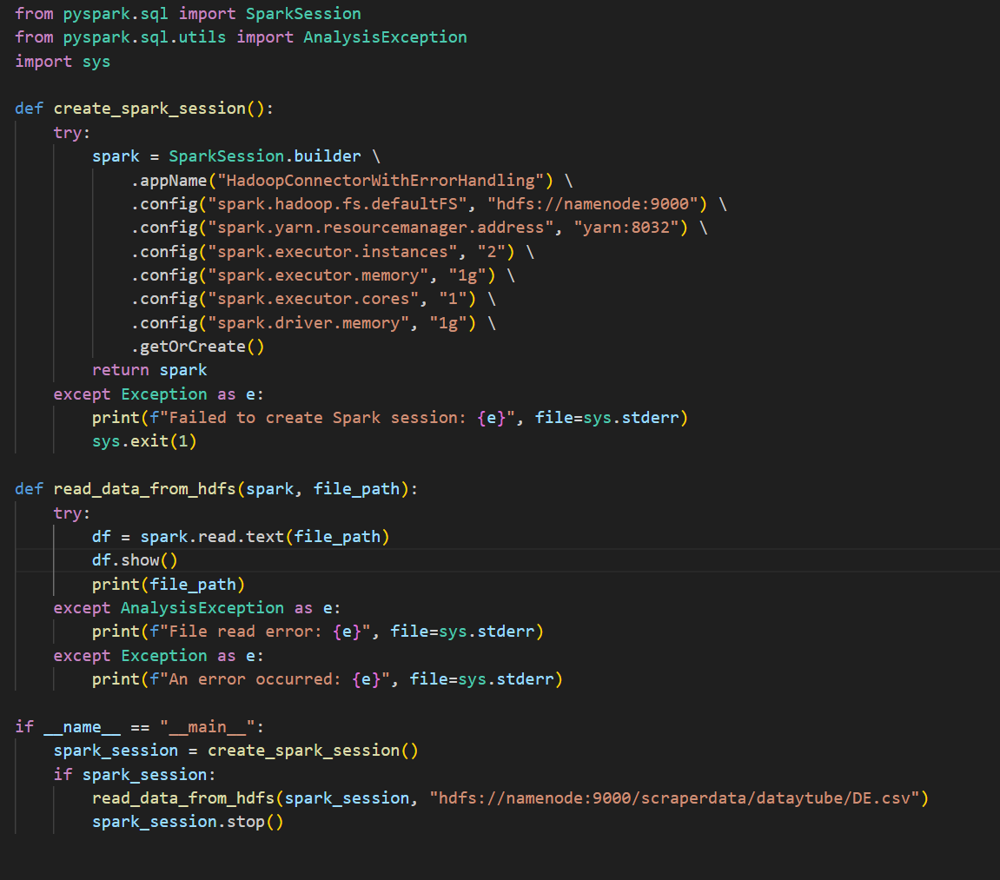 from pyspark.sql import SparkSession
from pyspark.sql.utils import AnalysisException
import sys

def create_spark_session():
    try:
        spark = SparkSession.builder \
            .appName("HadoopConnectorWithErrorHandling") \
            .config("spark.hadoop.fs.defaultFS", "hdfs://namenode:9000") \
            .config("spark.yarn.resourcemanager.address", "yarn:8032") \
            .config("spark.executor.instances", "2") \
            .config("spark.executor.memory", "1g") \
            .config("spark.executor.cores", "1") \
            .config("spark.driver.memory", "1g") \
            .getOrCreate()
        return spark
    except Exception as e:
        print(f"Failed to create Spark session: {e}", file=sys.stderr)
        sys.exit(1)

def read_data_from_hdfs(spark, file_path):
    try:
        df = spark.read.text(file_path)
        df.show()
        print(file_path)
    except AnalysisException as e:
        print(f"File read error: {e}", file=sys.stderr)
    except Exception as e:
        print(f"An error occurred: {e}", file=sys.stderr)

if __name__ == "__main__":
    spark_session = create_spark_session()
    if spark_session:
        read_data_from_hdfs(spark_session, "hdfs://namenode:9000/scraperdata/dataytube/DE.csv")
        spark_session.stop()